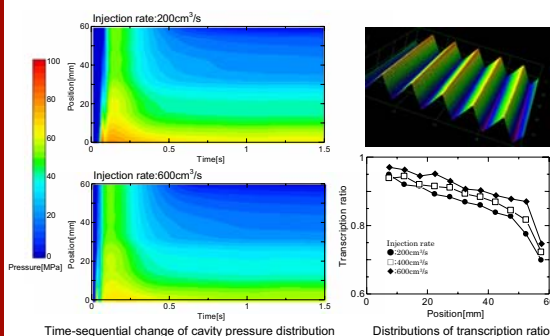 Injection rate:200cm³/s
60
40
20
0
Position[mm]
0
0.5
1
1.5
Time[s]
100
80
60
40
20
0
Pressure[MPa]
Injection rate:600cm³/s
60
40
20
0
Position[mm]
0
0.5
1
1.5
Time[s]
Time-sequential change of cavity pressure distribution
1
0.8
0.6
Transcription ratio
Injection rate
●:200cm³/s
□:400cm³/s
◆:600cm³/s
0
20
40
60
Position[mm]
Distributions of transcription ratio